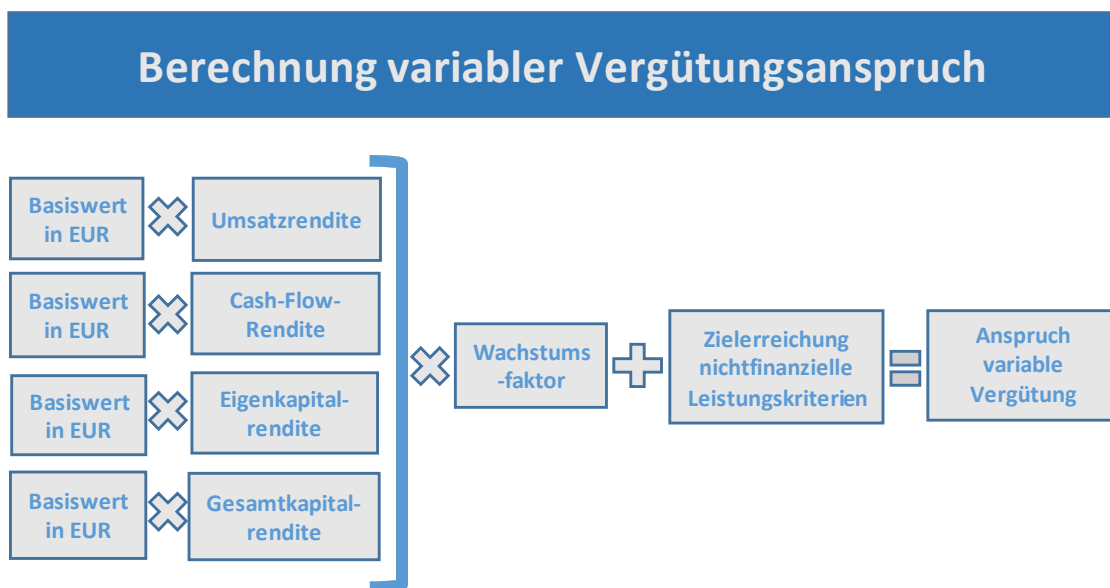 Berechnung variabler Vergütungsanspruch
Basiswert
in EUR
Umsatzrendite
Basiswert
in EUR
Cash-Flow-
Rendite
Basiswert
in EUR
Eigenkapital-
rendite
Basiswert
in EUR
Gesamtkapital-
rendite
Wachstums
-faktor
Zielerreichung
nichtfinanzielle
Leistungskriterien
Anspruch
variable
Vergütung